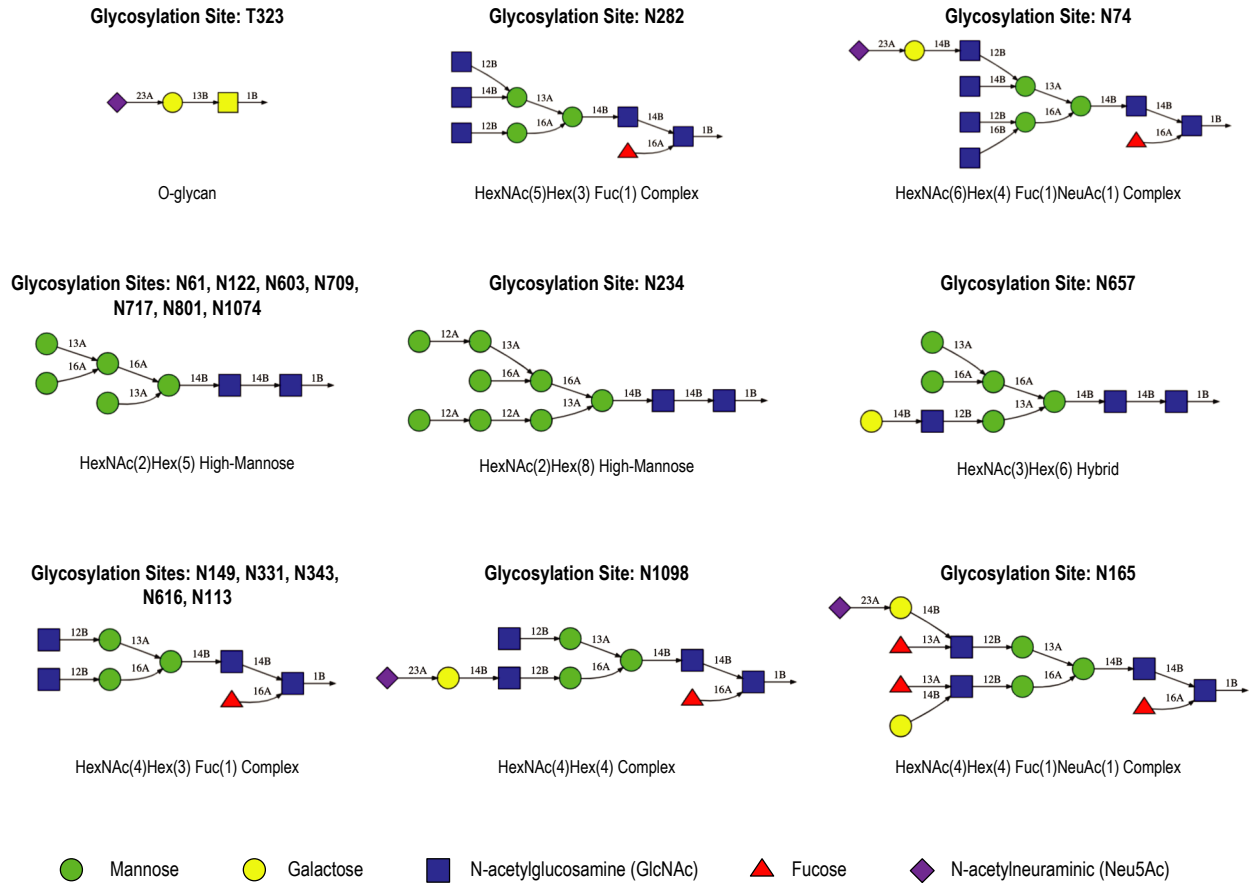 Glycosylation Site: T323
23A 13B 1B
O-glycan
Glycosylation Site: N282
12B
14B 13A
14B
12B 16A 14B
16A 1B
HexNAc(5)Hex(3) Fuc(1) Complex
Glycosylation Site: N74
23A 14B
12B
14B 13A
14B
12B 16A 14B
16B 16A 1B
HexNAc(6)Hex(4) Fuc(1)NeuAc(1) Complex
Glycosylation Sites: N61, N122, N603, N709,
N717, N801, N1074
13A
16A 16A
13A 14B 14B 1B
HexNAc(2)Hex(5) High-Mannose
Glycosylation Site: N234
12A 13A
16A 16A
12A 12A 13A 14B 14B 1B
HexNAc(2)Hex(8) High-Mannose
Glycosylation Site: N657
13A
16A 16A
14B 12B 13A 14B 14B 1B
HexNAc(3)Hex(6) Hybrid
Glycosylation Sites: N149, N331, N343,
N616, N113
12B 13A
14B
12B 16A 14B
16A 1B
HexNAc(4)Hex(3) Fuc(1) Complex
Glycosylation Site: N1098
12B 13A
14B
23A 14B 12B 16A 14B
16A 1B
HexNAc(4)Hex(4) Complex
Glycosylation Site: N165
23A 14B
13A 12B 13A
14B
13A 12B 16A 14B
14B 16A 1B
HexNAc(4)Hex(4) Fuc(1)NeuAc(1) Complex
Mannose Galactose N-acetylglucosamine (GlcNAc) Fucose N-acetylneuraminic (Neu5Ac)